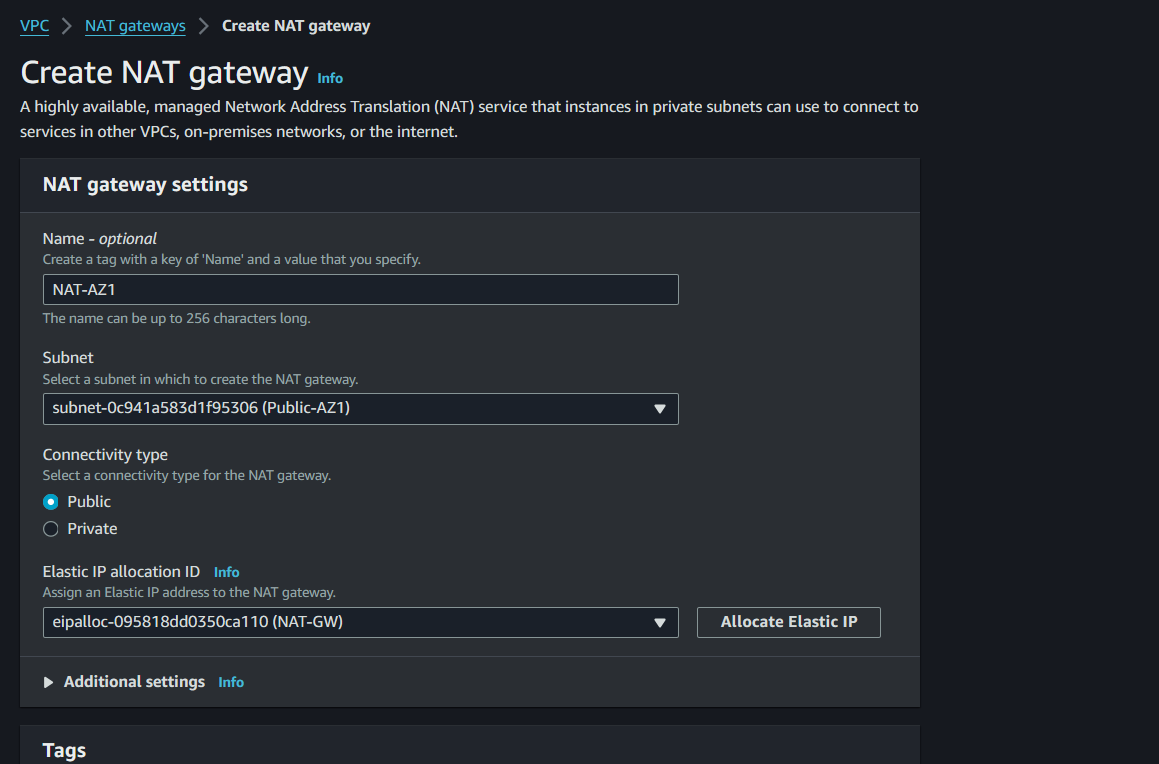 VPC > NAT gateways > Create NAT gateway
Create NAT gateway Info
A highly available, managed Network Address Translation (NAT) service that instances in private subnets can use to connect to
services in other VPCs, on-premises networks, or the internet.
NAT gateway settings
Name - optional
Create a tag with a key of 'Name' and a value that you specify.
NAT-AZ1
The name can be up to 256 characters long.
Subnet
Select a subnet in which to create the NAT gateway.
subnet-0c941a583d1f95306 (Public-AZ1)
Connectivity type
Select a connectivity type for the NAT gateway.
Public
Private
Elastic IP allocation ID Info
Assign an Elastic IP address to the NAT gateway.
eipalloc-095818dd0350ca110 (NAT-GW)
Allocate Elastic IP
Additional settings Info
Tags